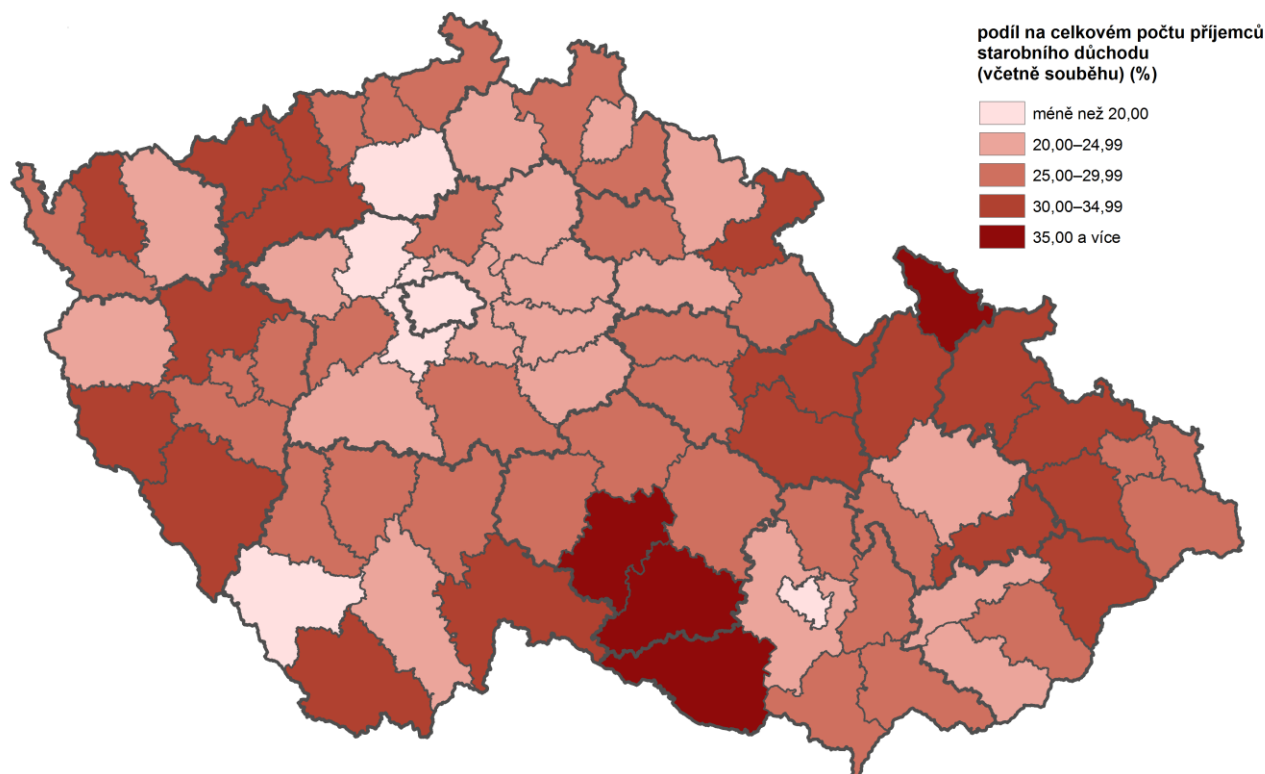 podíl na celkovém počtu příjemců
starobního důchodu
(včetně souběhu) (%)
méně než 20,00
20,00–24,99
25,00–29,99
30,00–34,99
35,00 a více